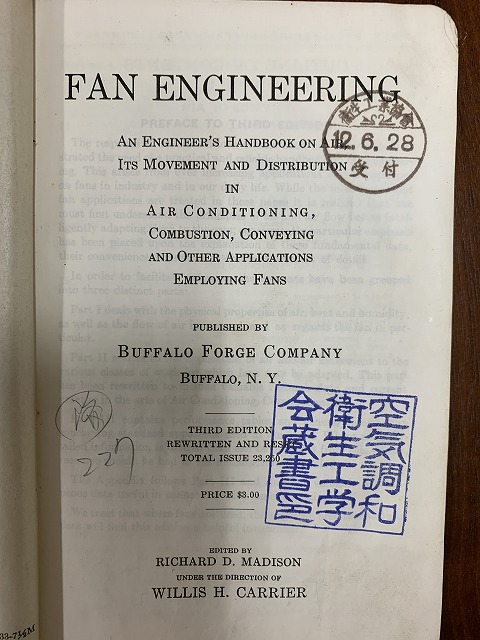 FAN ENGINEERING
AN ENGINEER'S HANDBOOK ON AIR,
ITS MOVEMENT AND DISTRIBUTION
IN
AIR CONDITIONING,
COMBUSTION, CONVEYING
AND OTHER APPLICATIONS
EMPLOYING FANS
12.6.28
受付
PUBLISHED BY
BUFFALO FORGE COMPANY
BUFFALO, N. Y.
227
THIRD EDITION
REWRITTEN AND RESET
TOTAL ISSUE 23,250
PRICE $3.00
空気調和
衛生工学
会蔵書印
EDITED BY
RICHARD D. MADISON
UNDER THE DIRECTION OF
WILLIS H. CARRIER